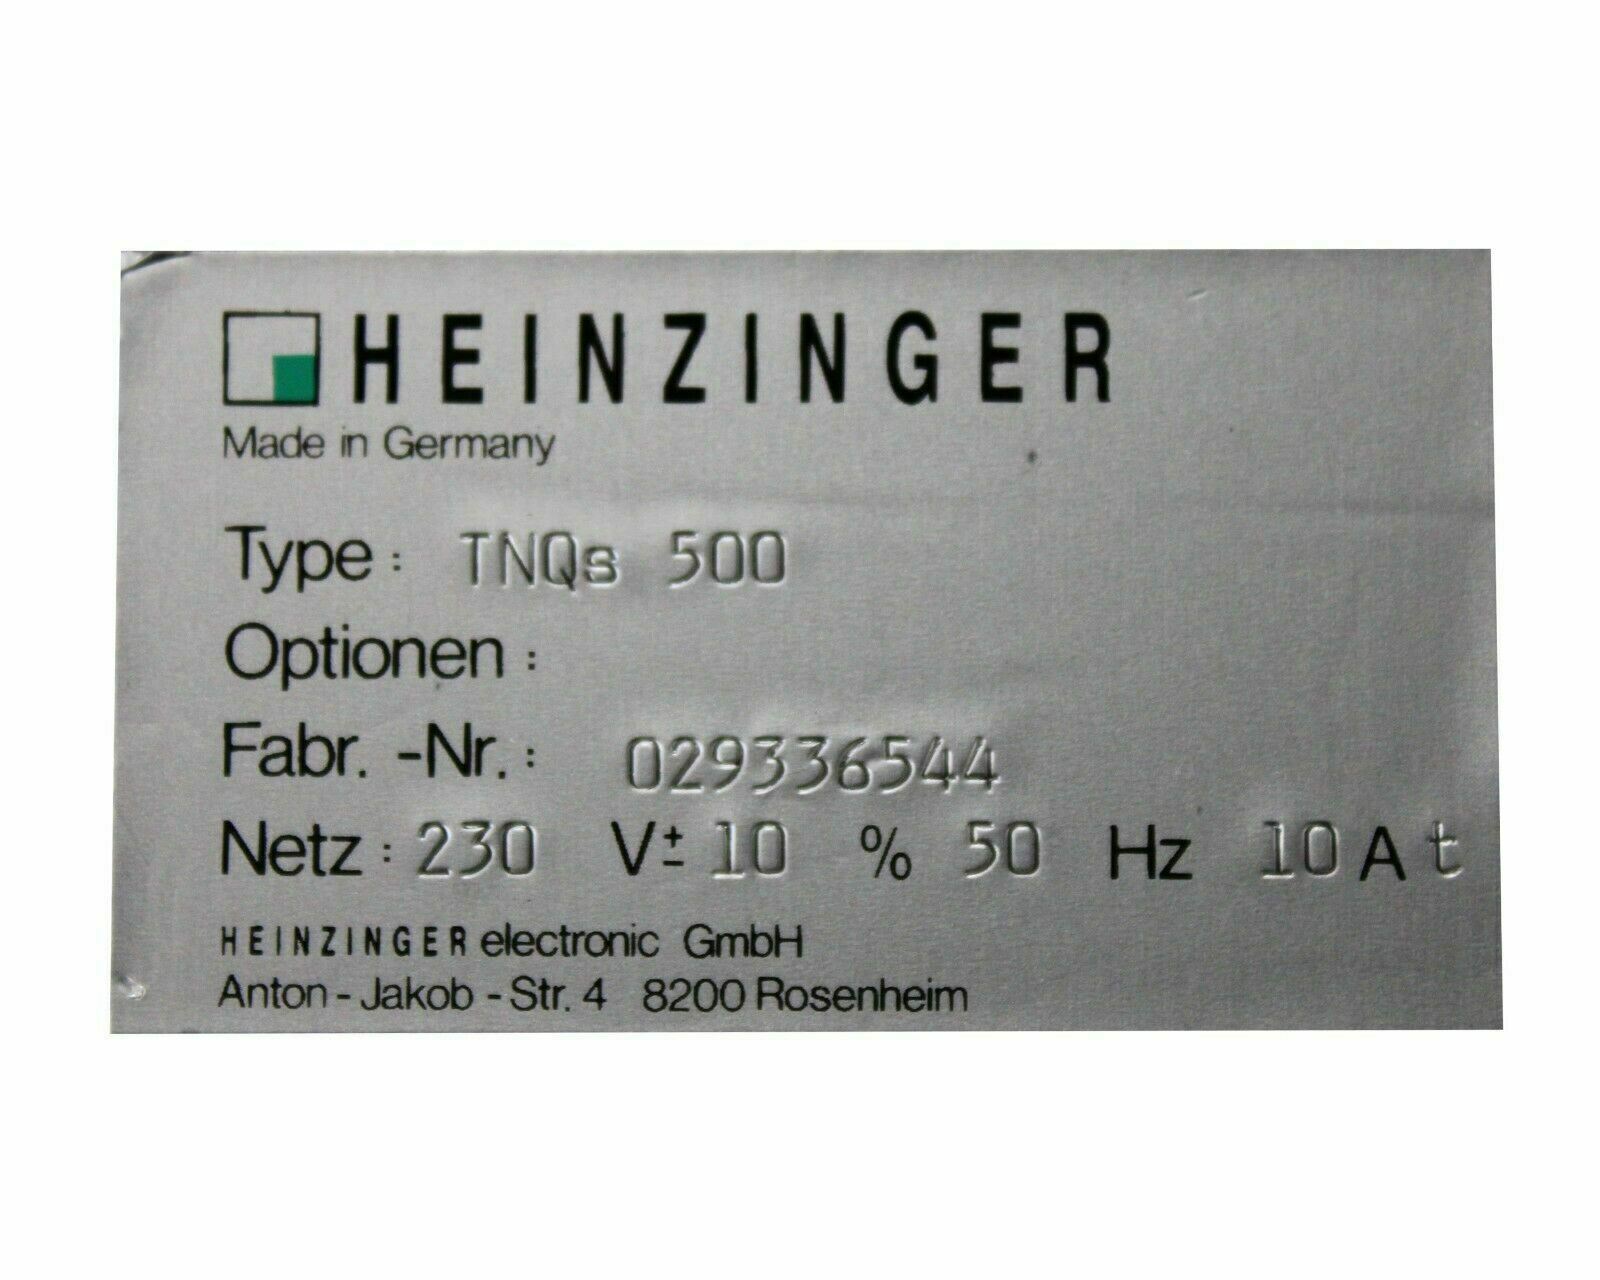 HEINZINGER
Made in Germany
Type: TNQs 500
Optionen:
Fabr. -Nr.: 029336544
Netz: 230 V± 10 % 50 Hz 10 A t
HEINZINGER electronic GmbH
Anton - Jakob - Str. 4 8200 Rosenheim